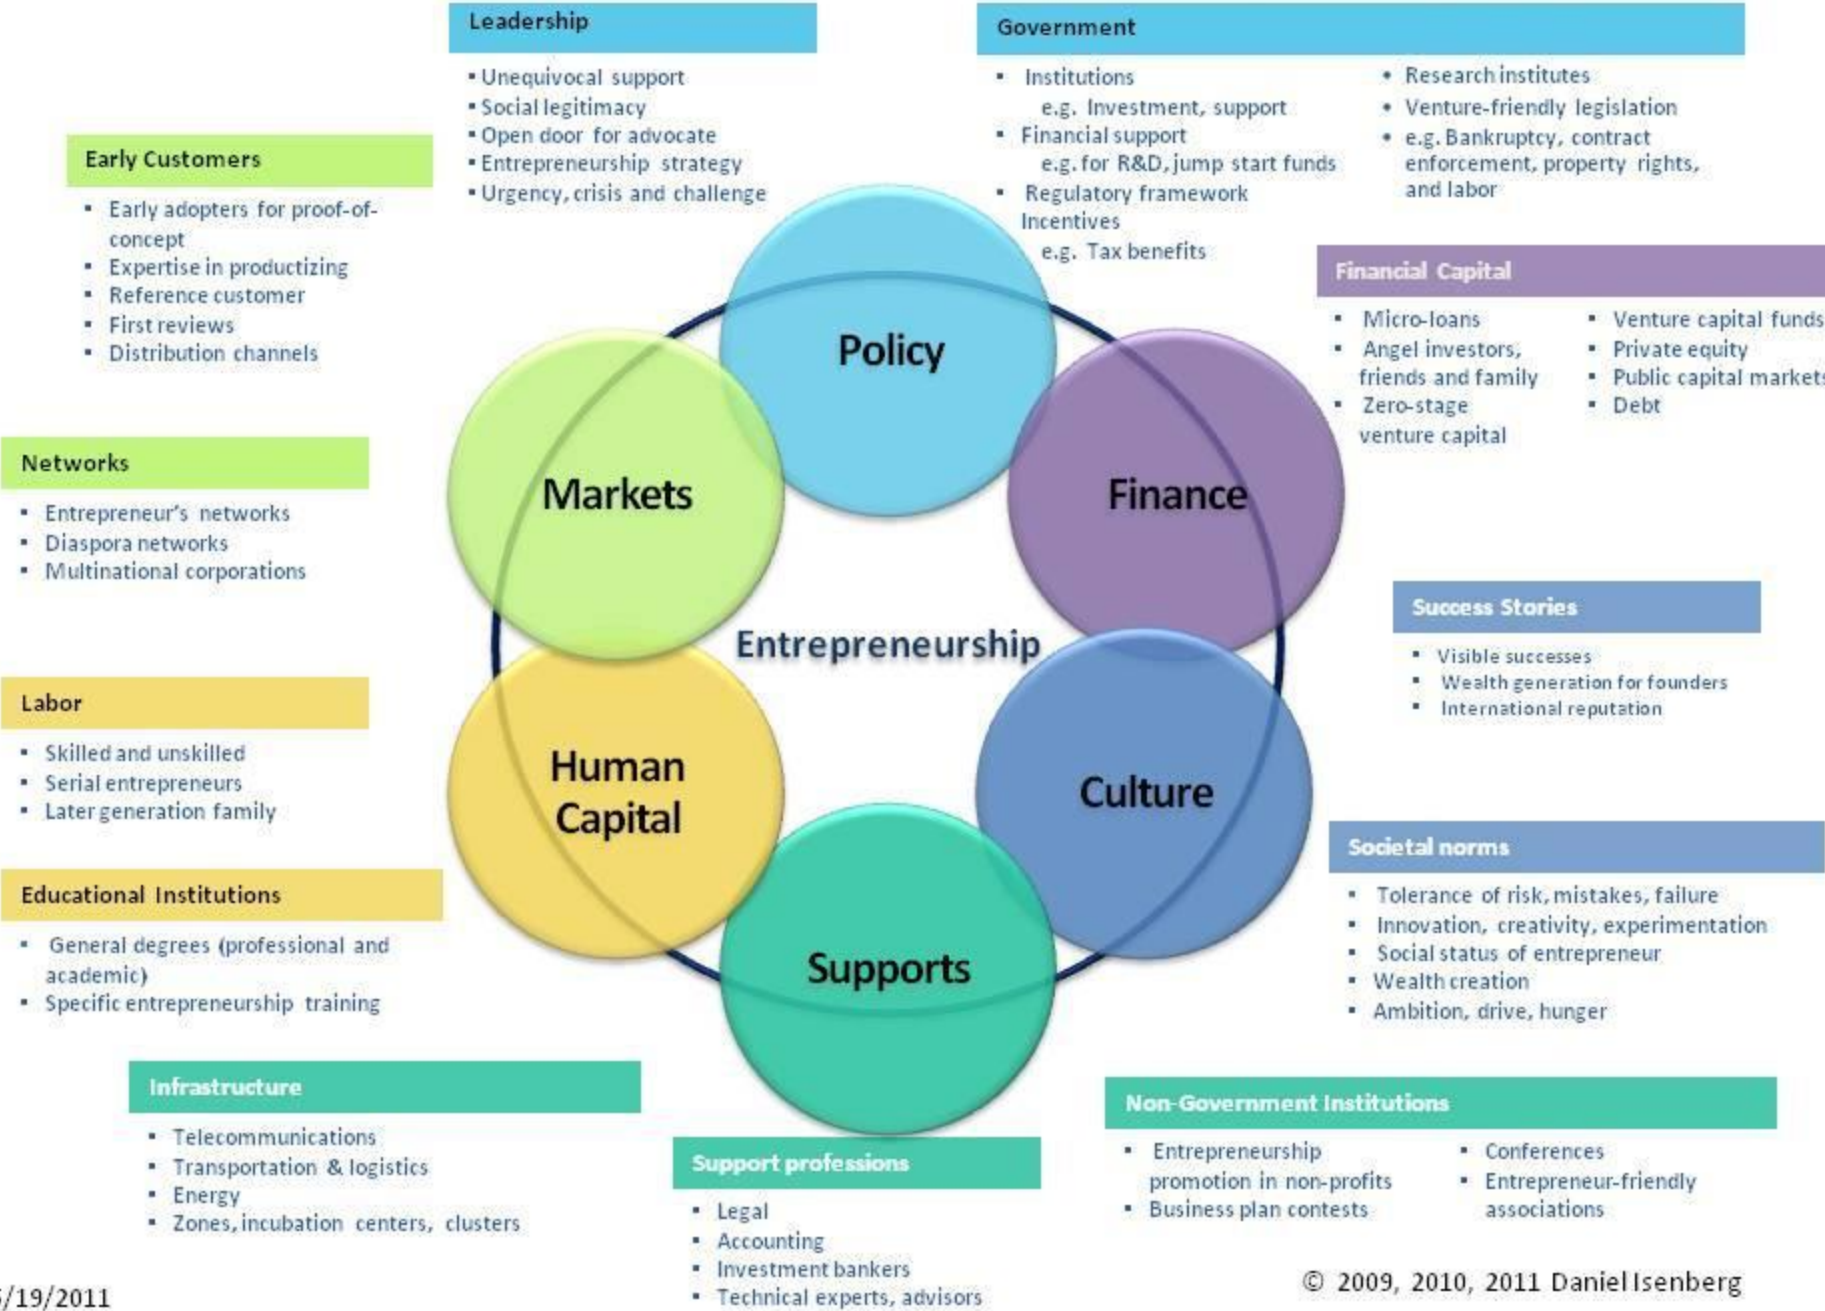 Leadership
▪ Unequivocal support
▪ Social legitimacy
▪ Open door for advocate
▪ Entrepreneurship strategy
▪ Urgency, crisis and challenge
Government
▪ Institutions
e.g. Investment, support
▪ Financial support
e.g. for R&D, jump start funds
▪ Regulatory framework
Incentives
e.g. Tax benefits
• Research institutes
• Venture-friendly legislation
• e.g. Bankruptcy, contract
enforcement, property rights,
and labor
Early Customers
▪ Early adopters for proof-of-
concept
▪ Expertise in productizing
▪ Reference customer
▪ First reviews
▪ Distribution channels
Financial Capital
▪ Micro-loans
▪ Angel investors,
friends and family
▪ Zero-stage
venture capital
▪ Venture capital funds
▪ Private equity
▪ Public capital markets
▪ Debt
Policy
Markets
Finance
Networks
▪ Entrepreneur's networks
▪ Diaspora networks
▪ Multinational corporations
Entrepreneurship
Success Stories
▪ Visible successes
▪ Wealth generation for founders
▪ International reputation
Labor
▪ Skilled and unskilled
▪ Serial entrepreneurs
▪ Later generation family
Human
Capital
Culture
Supports
Societal norms
▪ Tolerance of risk, mistakes, failure
▪ Innovation, creativity, experimentation
▪ Social status of entrepreneur
▪ Wealth creation
▪ Ambition, drive, hunger
Educational Institutions
▪ General degrees (professional and
academic)
▪ Specific entrepreneurship training
Infrastructure
▪ Telecommunications
▪ Transportation & logistics
▪ Energy
▪ Zones, incubation centers, clusters
Support professions
▪ Legal
▪ Accounting
▪ Investment bankers
▪ Technical experts, advisors
Non-Government Institutions
▪ Entrepreneurship
promotion in non-profits
▪ Business plan contests
▪ Conferences
▪ Entrepreneur-friendly
associations
/19/2011
© 2009, 2010, 2011 Daniel Isenberg